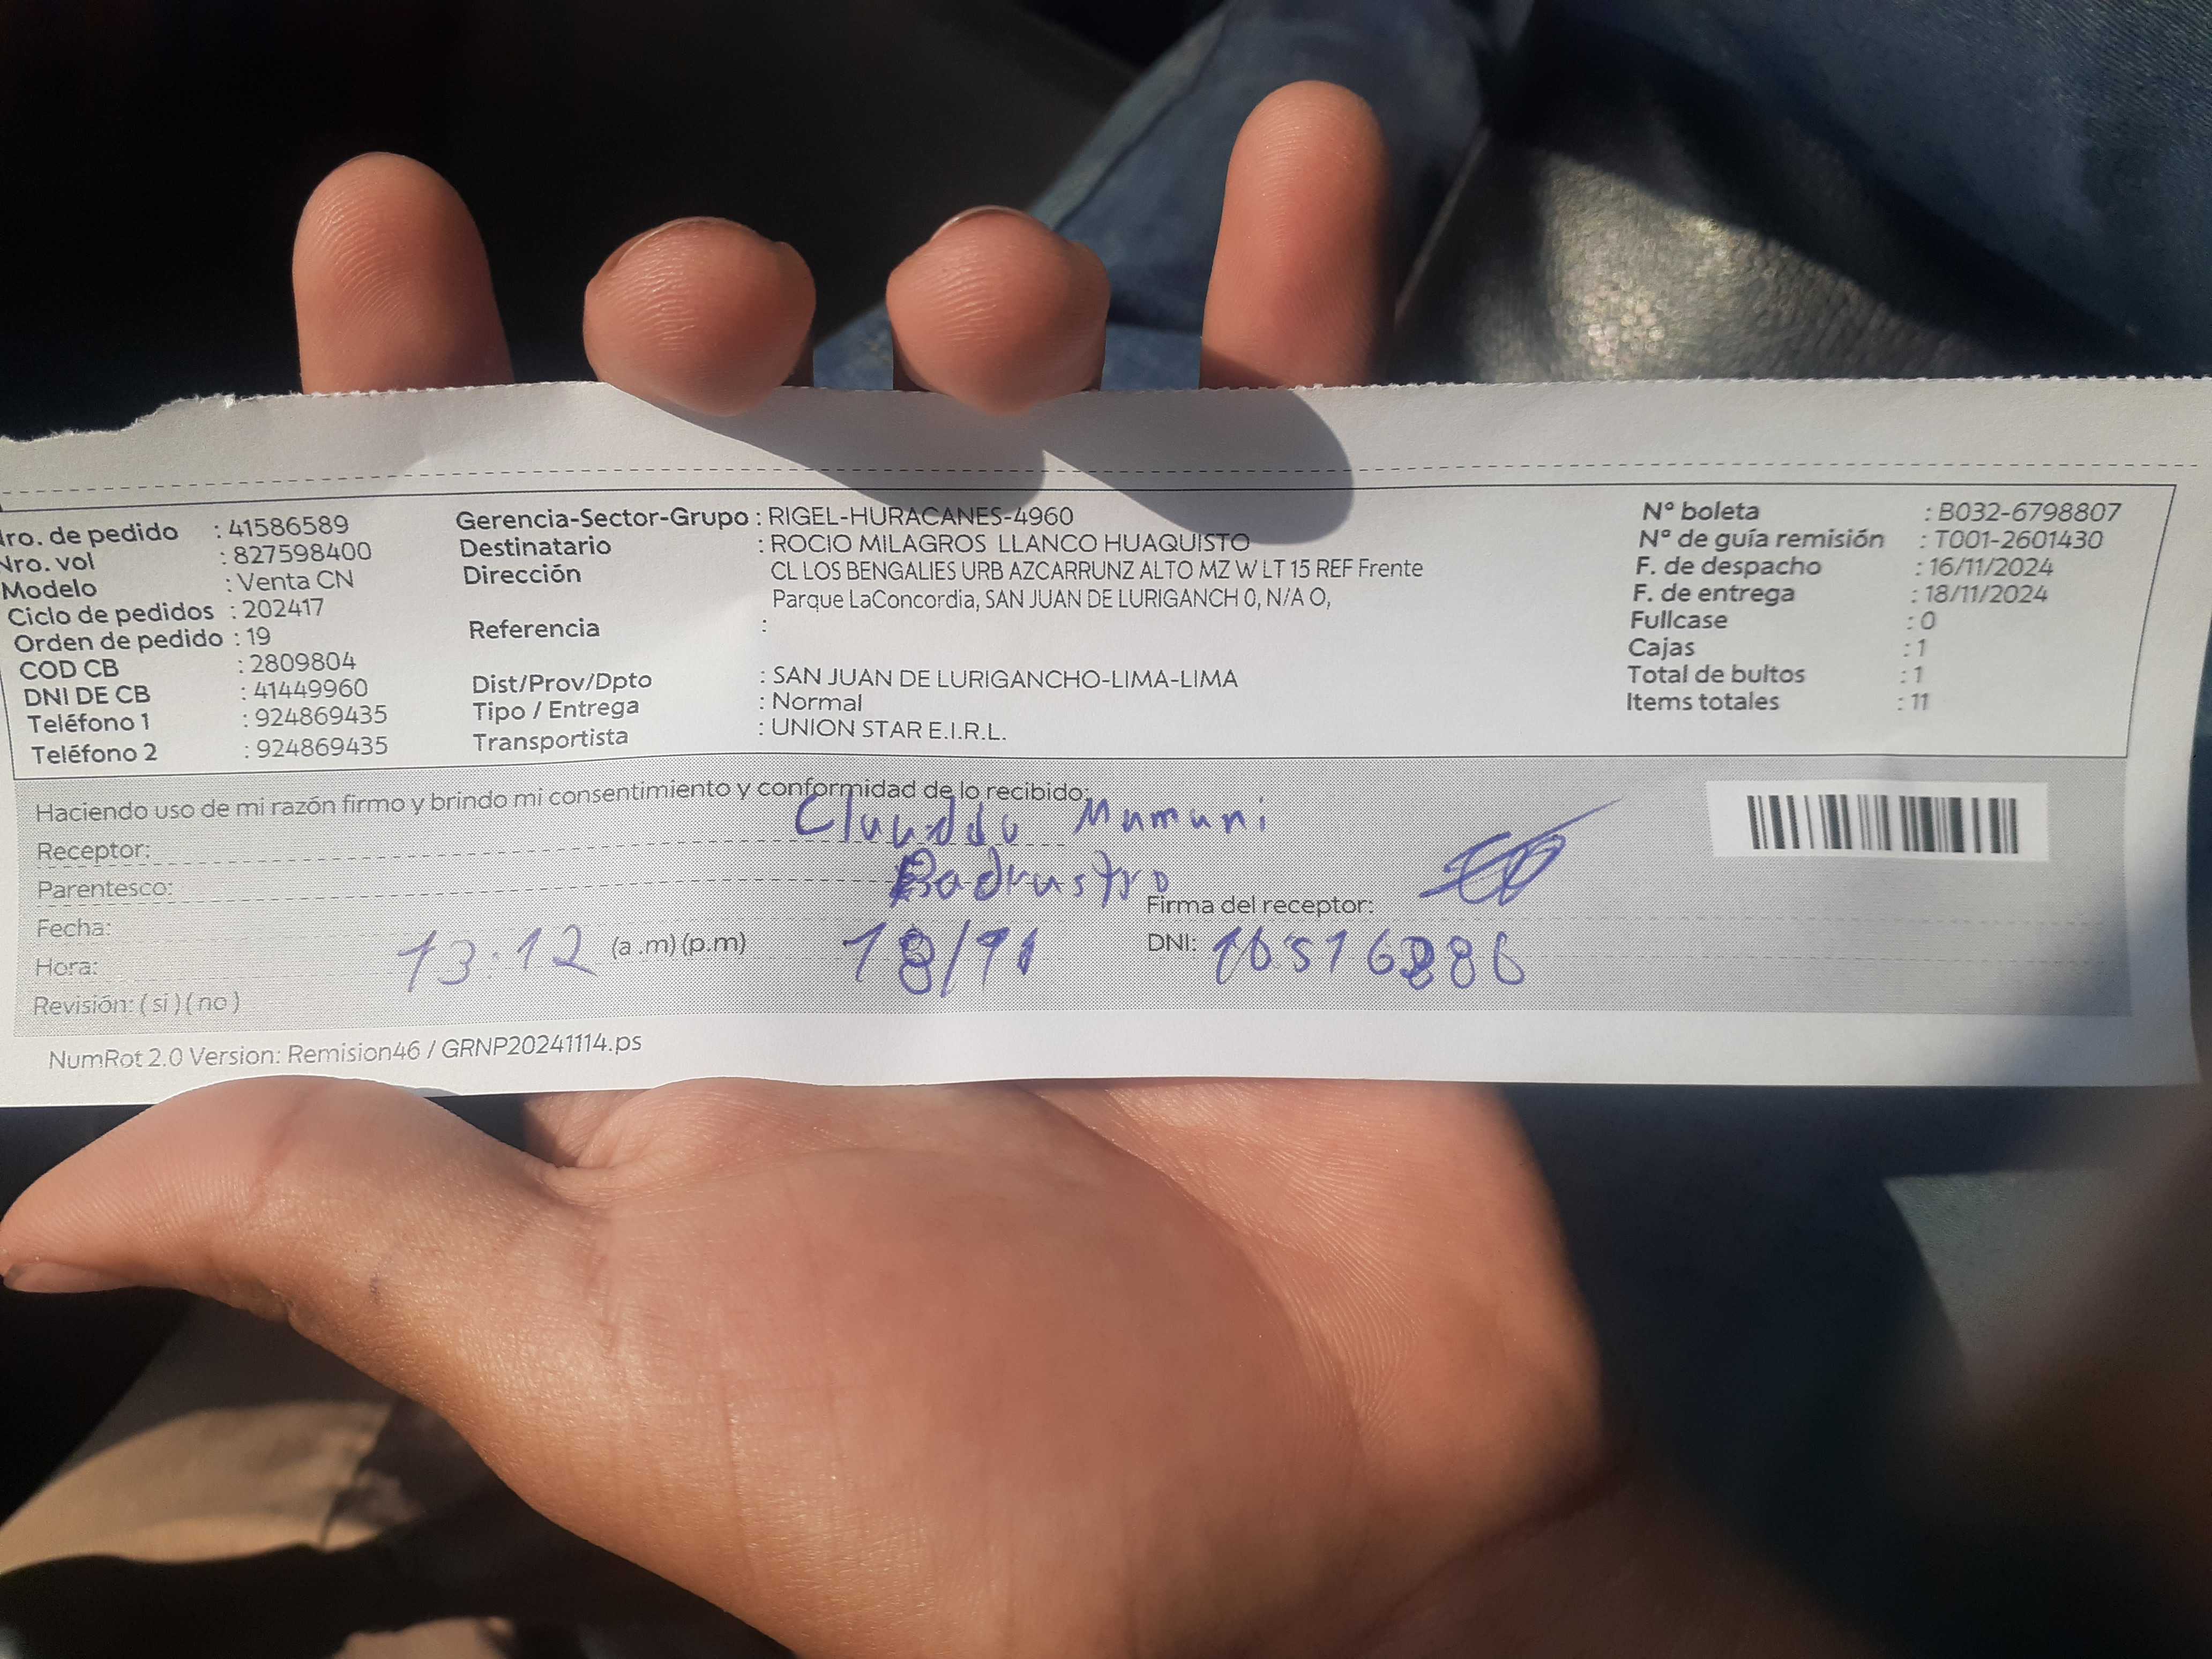 Nro. de pedido : 41586589
Nro. vol : 827598400
Modelo : Venta CN
Ciclo de pedidos : 202417
Orden de pedido : 19
COD CB : 2809804
DNI DE CB : 41449960
Teléfono 1 : 924869435
Teléfono 2 : 924869435
Gerencia-Sector-Grupo : RIGEL-HURACANES-4960
Destinatario : ROCIO MILAGROS LLANCO HUAQUISTO
Dirección CL LOS BENGALIES URB AZCARRUNZ ALTO MZ W LT 15 REF Frente
Parque LaConcordia, SAN JUAN DE LURIGANCH 0, N/A O,
Referencia :
Dist/Prov/Dpto : SAN JUAN DE LURIGANCHO-LIMA-LIMA
Tipo / Entrega : Normal
Transportista : UNION STAR E.I.R.L.
N° boleta : B032-6798807
N° de guía remisión : T001-2601430
F. de despacho : 16/11/2024
F. de entrega : 18/11/2024
Fullcase : 0
Cajas : 1
Total de bultos : 1
Items totales : 11
Haciendo uso de mi razón firmo y brindo mi consentimiento y conformidad de lo recibido:
Receptor: Mamani
Parentesco: Padrastro
Fecha: 18/11
Firma del receptor:
Hora: 13:12 (a .m) (p.m)
DNI:
Revisión: ( si ) ( no )
NumRot 2.0 Version: Remision46 / GRNP20241114.ps